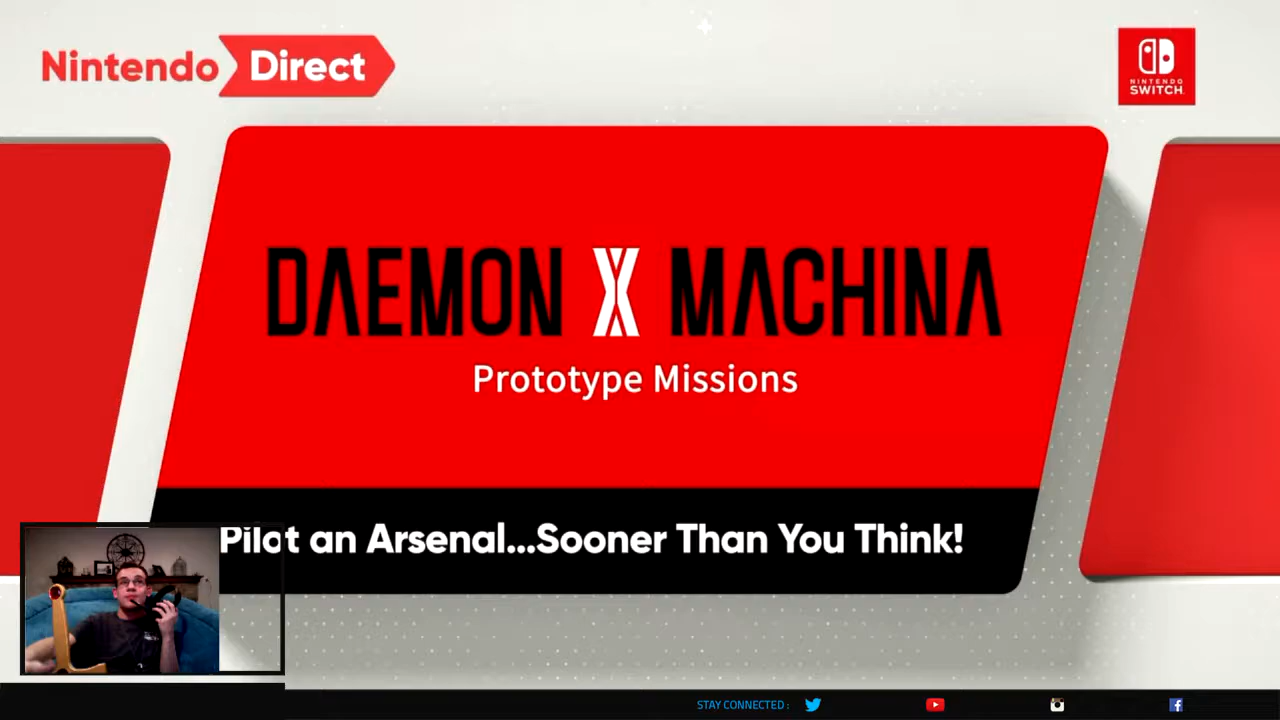 Nintendo Direct
NINTENDO
SWITCH
DAEMON X MACHINA
Prototype Missions
Pilot an Arsenal...Sooner Than You Think!
STAY CONNECTED :